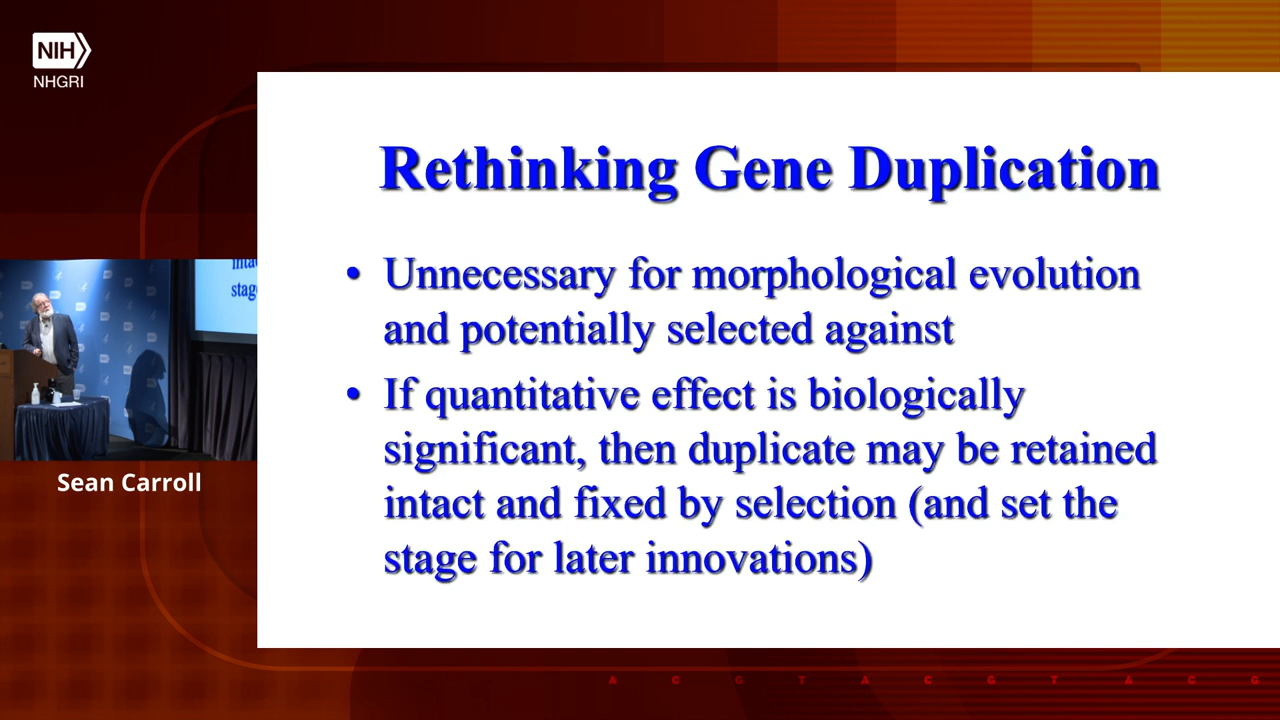 NIH
NHGRI
Rethinking Gene Duplication
• Unnecessary for morphological evolution
and potentially selected against
• If quantitative effect is biologically
significant, then duplicate may be retained
intact and fixed by selection (and set the
stage for later innovations)
stag
Sean Carroll
A C G T A C G T A C G